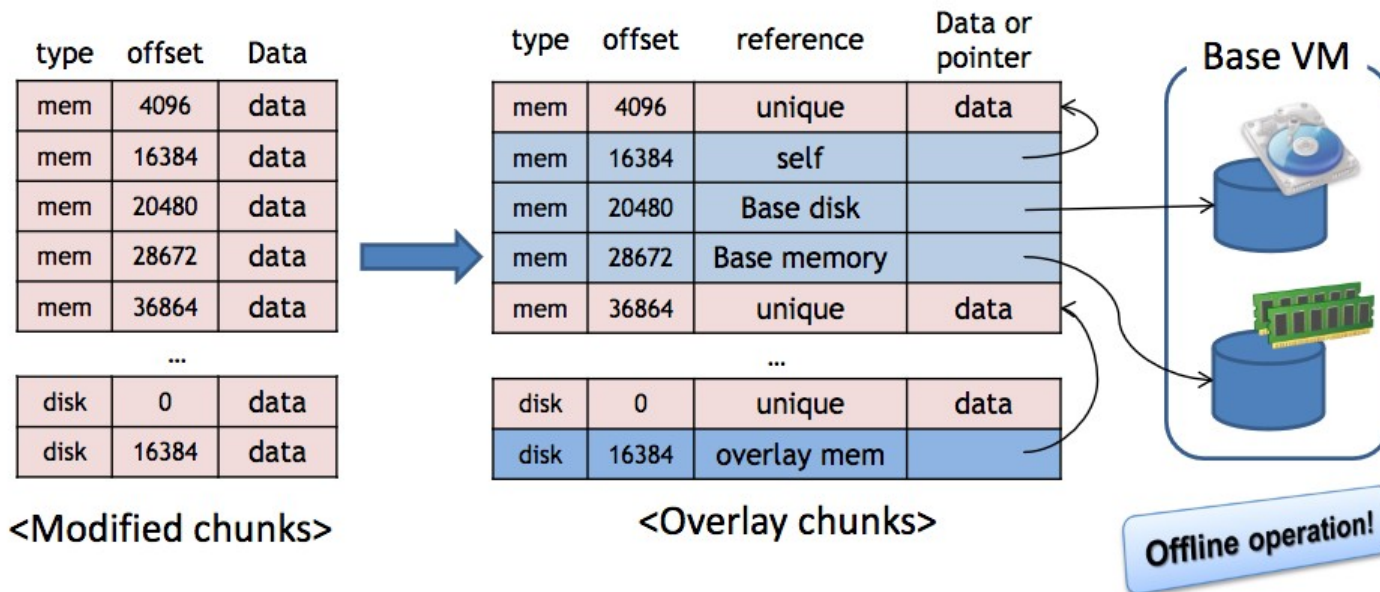 type offset Data
mem 4096 data
mem 16384 data
mem 20480 data
mem 28672 data
mem 36864 data
...
disk 0 data
disk 16384 data
<Modified chunks>
type offset reference Data or
pointer
mem 4096 unique data
mem 16384 self
mem 20480 Base disk
mem 28672 Base memory
mem 36864 unique data
...
disk 0 unique data
disk 16384 overlay mem
<Overlay chunks>
Base VM
Offline operation!